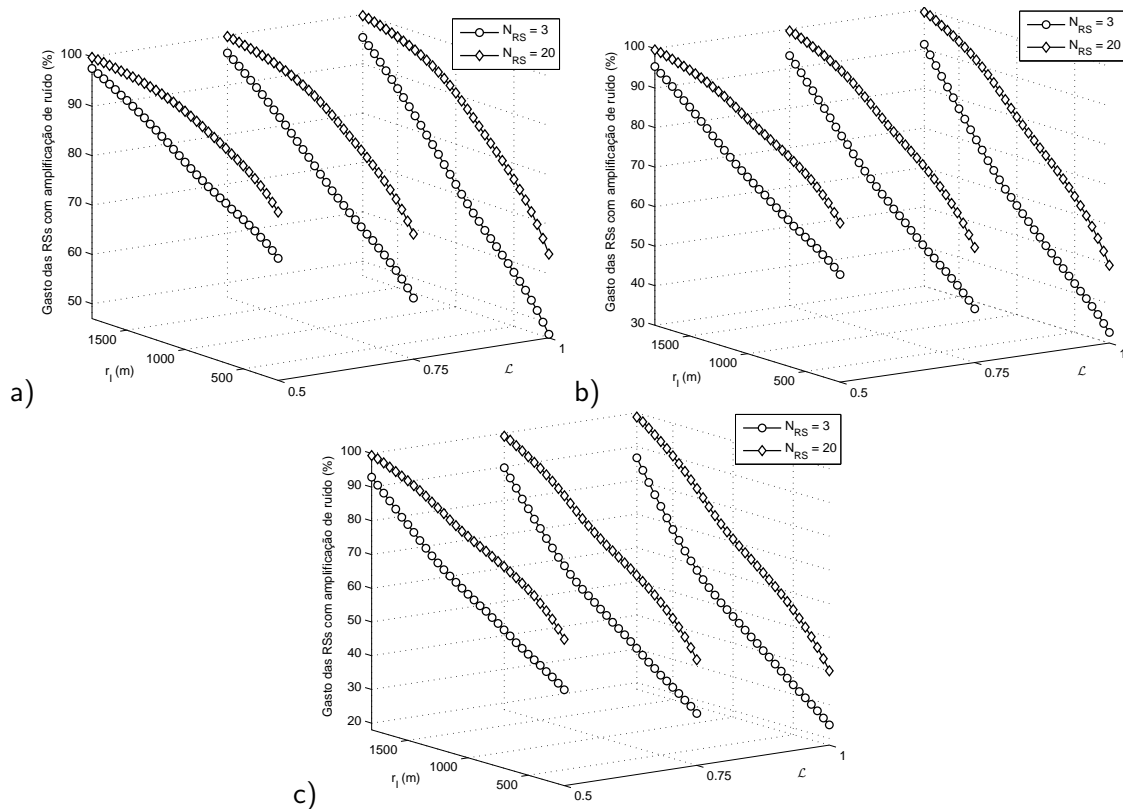 Gasto das RSs com amplificação de ruído (%)
100
90
80
70
60
50
1500
1000
500
r_I (m)
0.5
0.75
1
ℒ
N_RS = 3
N_RS = 20
a)
Gasto das RSs com amplificação de ruído (%)
100
90
80
70
60
50
40
30
1500
1000
500
r_I (m)
0.5
0.75
1
ℒ
N_RS = 3
N_RS = 20
b)
Gasto das RSs com amplificação de ruído (%)
100
90
80
70
60
50
40
30
20
1500
1000
500
r_I (m)
0.5
0.75
1
ℒ
N_RS = 3
N_RS = 20
c)